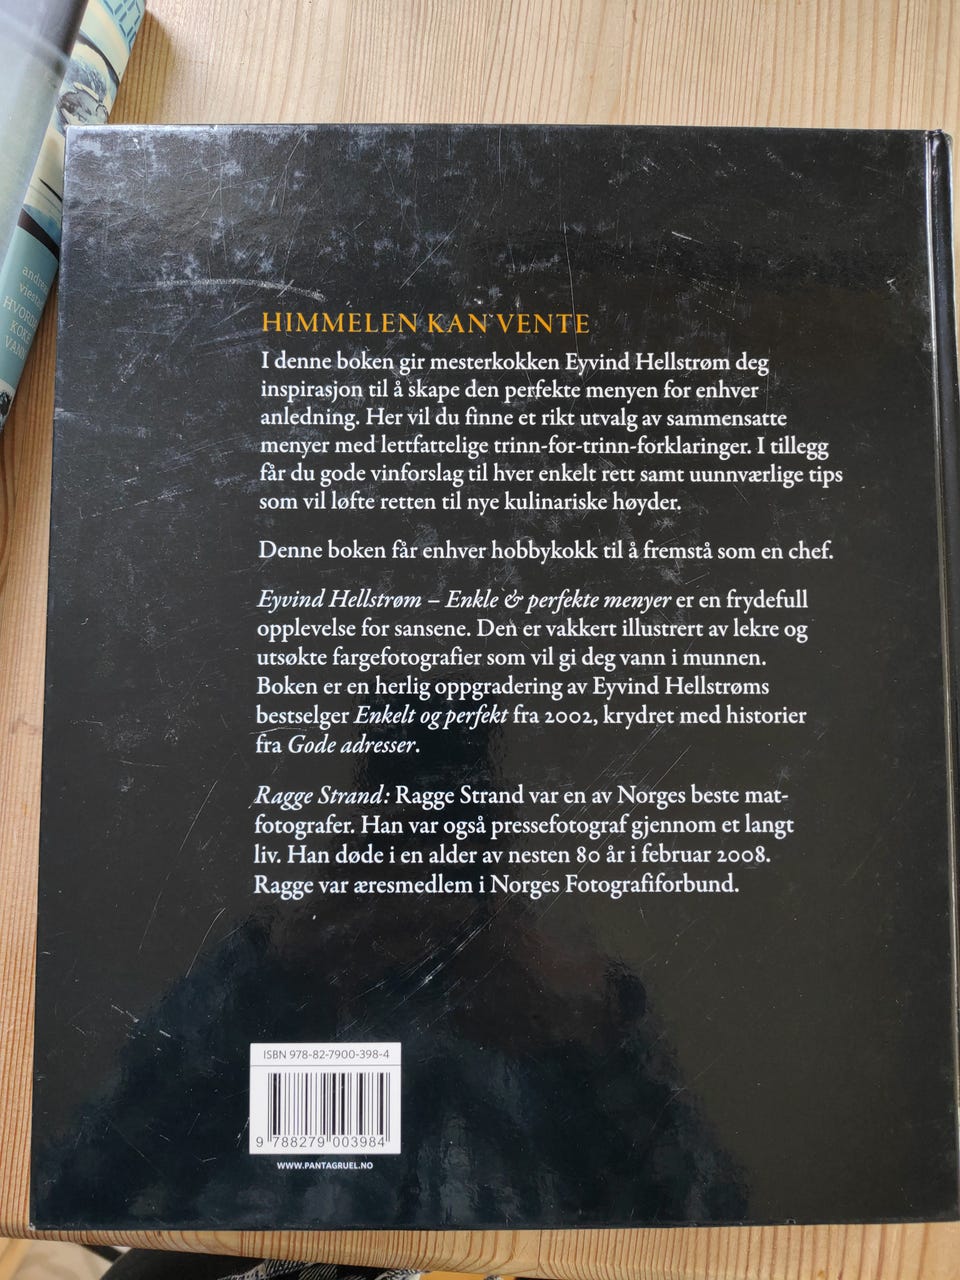 andrea
viesta
HVORD
KOK
VAN
HIMMELEN KAN VENTE
I denne boken gir mesterkokken Eyvind Hellstrøm deg
inspirasjon til å skape den perfekte menyen for enhver
anledning. Her vil du finne et rikt utvalg av sammensatte
menyer med lettfattelige trinn-for-trinn-forklaringer. I tillegg
får du gode vinforslag til hver enkelt rett samt uunnværlige tips
som vil løfte retten til nye kulinariske høyder.
Denne boken får enhver hobbykokk til å fremstå som en chef.
Eyvind Hellstrøm – Enkle & perfekte menyer er en frydefull
opplevelse for sansene. Den er vakkert illustrert av lekre og
utsøkte fargefotografier som vil gi deg vann i munnen.
Boken er en herlig oppgradering av Eyvind Hellstrøms
bestselger Enkelt og perfekt fra 2002, krydret med historier
fra Gode adresser.
Ragge Strand: Ragge Strand var en av Norges beste mat-
fotografer. Han var også pressefotograf gjennom et langt
liv. Han døde i en alder av nesten 80 år i februar 2008.
Ragge var æresmedlem i Norges Fotografiforbund.
ISBN 978-82-7900-398-4
9 788279 003984
WWW.PANTAGRUEL.NO